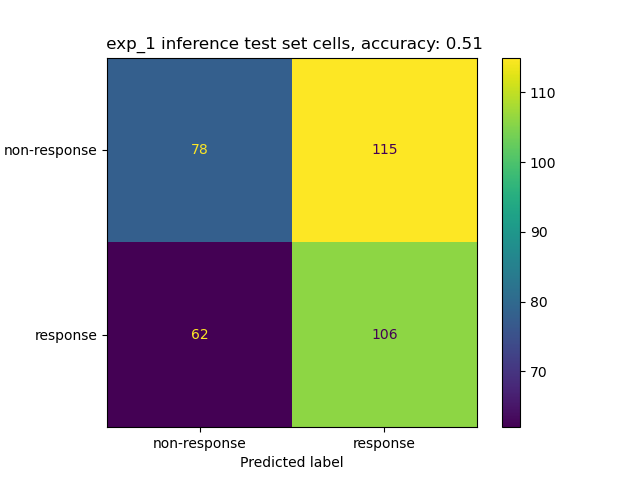 exp_1 inference test set cells, accuracy: 0.51
non-response
78
115
response
62
106
non-response
response
Predicted label
110
100
90
80
70